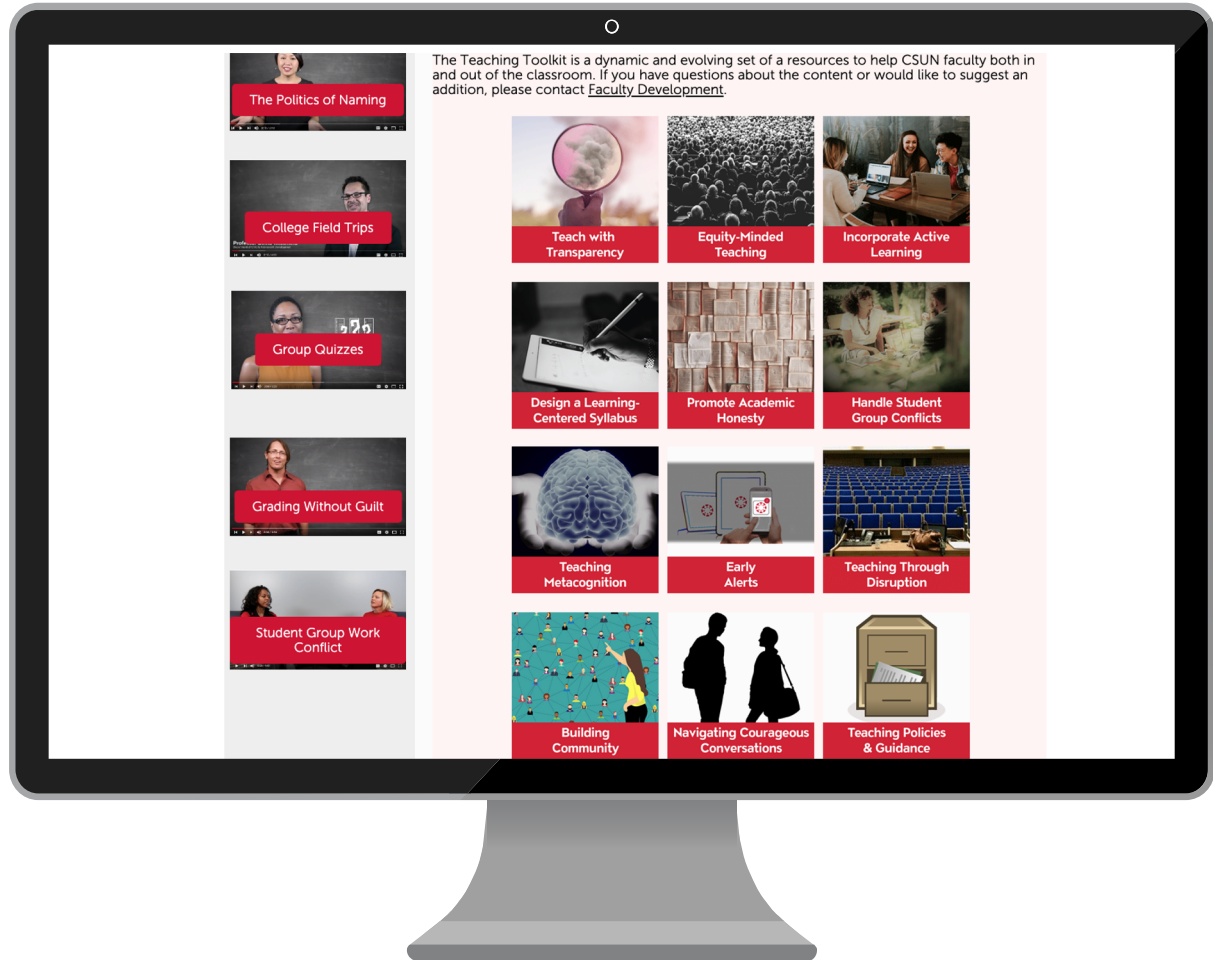 The Politics of Naming
College Field Trips
Group Quizzes
Grading Without Guilt
Student Group Work
Conflict
The Teaching Toolkit is a dynamic and evolving set of a resources to help CSUN faculty both in
and out of the classroom. If you have questions about the content or would like to suggest an
addition, please contact Faculty Development.
Teach with
Transparency
Equity-Minded
Teaching
Incorporate Active
Learning
Design a Learning-
Centered Syllabus
Promote Academic
Honesty
Handle Student
Group Conflicts
Teaching
Metacognition
Early
Alerts
Teaching Through
Disruption
Building
Community
Navigating Courageous
Conversations
Teaching Policies
& Guidance